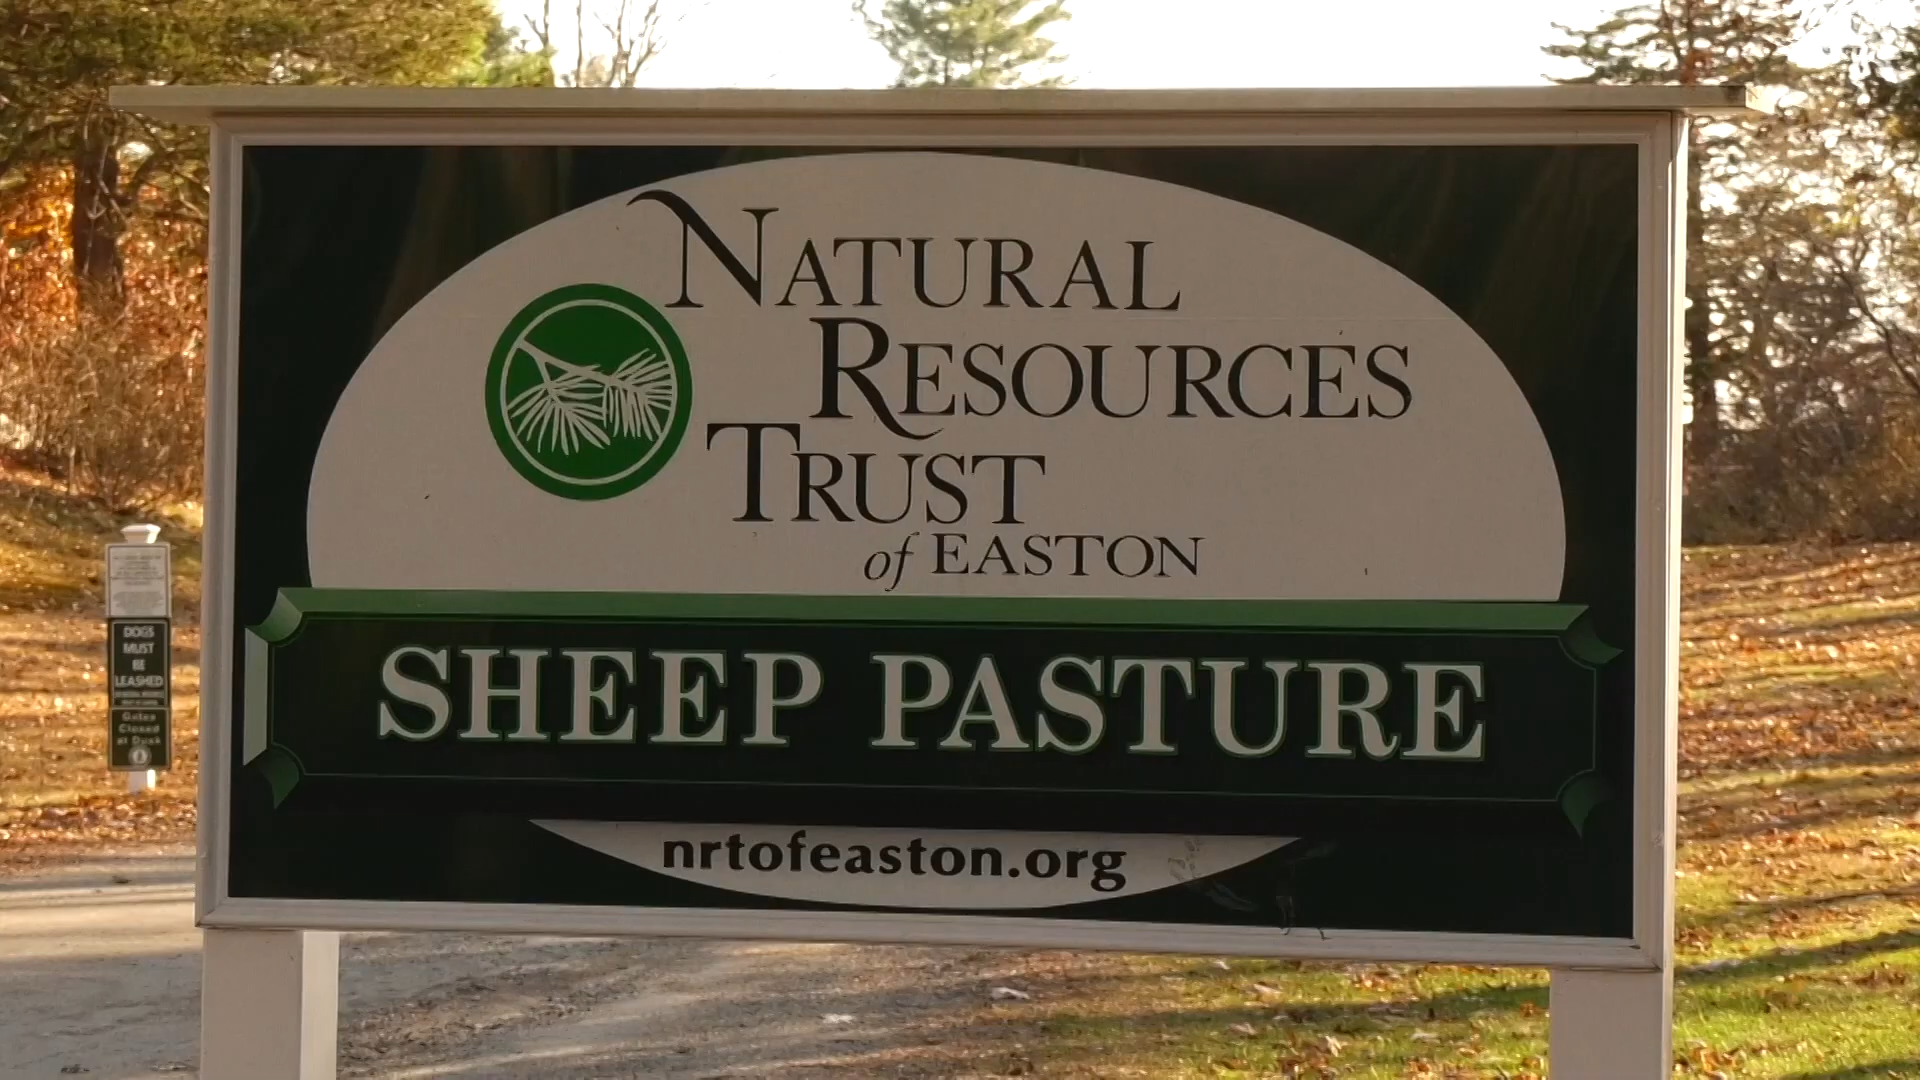 NATURAL
RESOURCES
TRUST
of EASTON
SHEEP PASTURE
nrtofeaston.org
DOGS
MUST
BE
LEASHED
Gates
Closed
at Dusk